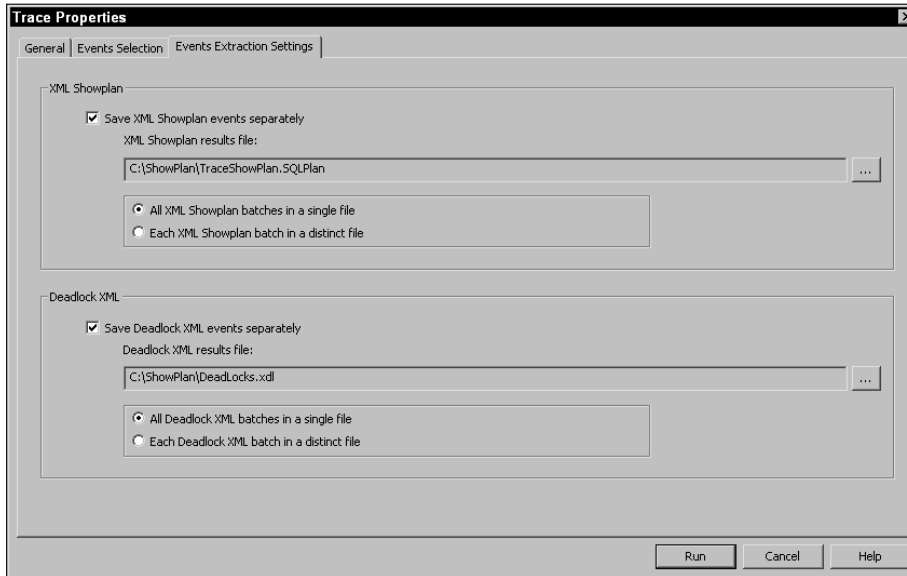 Trace Properties
General Events Selection Events Extraction Settings
XML Showplan
Save XML Showplan events separately
XML Showplan results file:
C:\ShowPlan\TraceShowPlan.SQLPlan
...
All XML Showplan batches in a single file
Each XML Showplan batch in a distinct file
Deadlock XML
Save Deadlock XML events separately
Deadlock XML results file:
C:\ShowPlan\DeadLocks.xdl
...
All Deadlock XML batches in a single file
Each Deadlock XML batch in a distinct file
Run Cancel Help